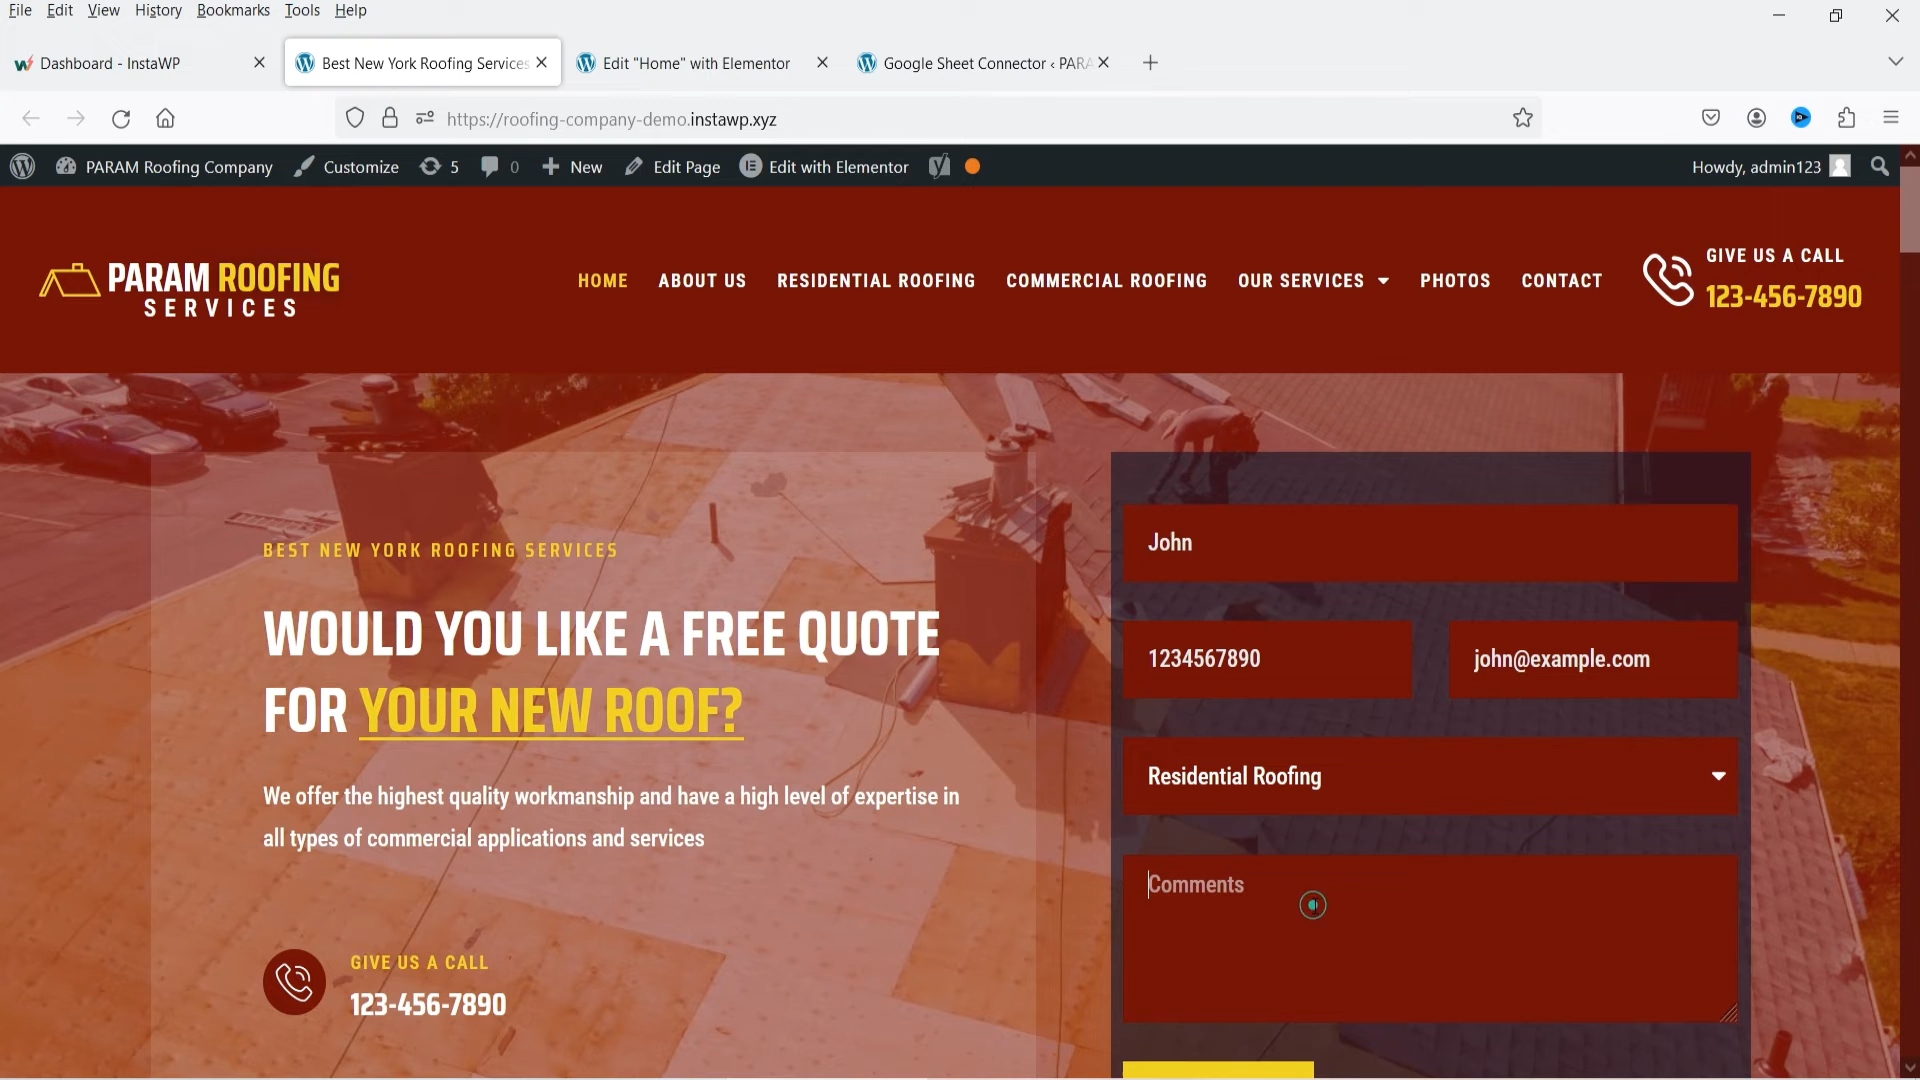 File Edit View History Bookmarks Tools Help
Dashboard - InstaWP
Best New York Roofing Services
Edit "Home" with Elementor
Google Sheet Connector ‹ PARA
https://roofing-company-demo.instawp.xyz
PARAM Roofing Company Customize 5 0 New Edit Page Edit with Elementor
Howdy, admin123
PARAM ROOFING
SERVICES
HOME ABOUT US RESIDENTIAL ROOFING COMMERCIAL ROOFING OUR SERVICES PHOTOS CONTACT
GIVE US A CALL
123-456-7890
BEST NEW YORK ROOFING SERVICES
WOULD YOU LIKE A FREE QUOTE
FOR YOUR NEW ROOF?
We offer the highest quality workmanship and have a high level of expertise in
all types of commercial applications and services
GIVE US A CALL
123-456-7890
John
1234567890
john@example.com
Residential Roofing
Comments